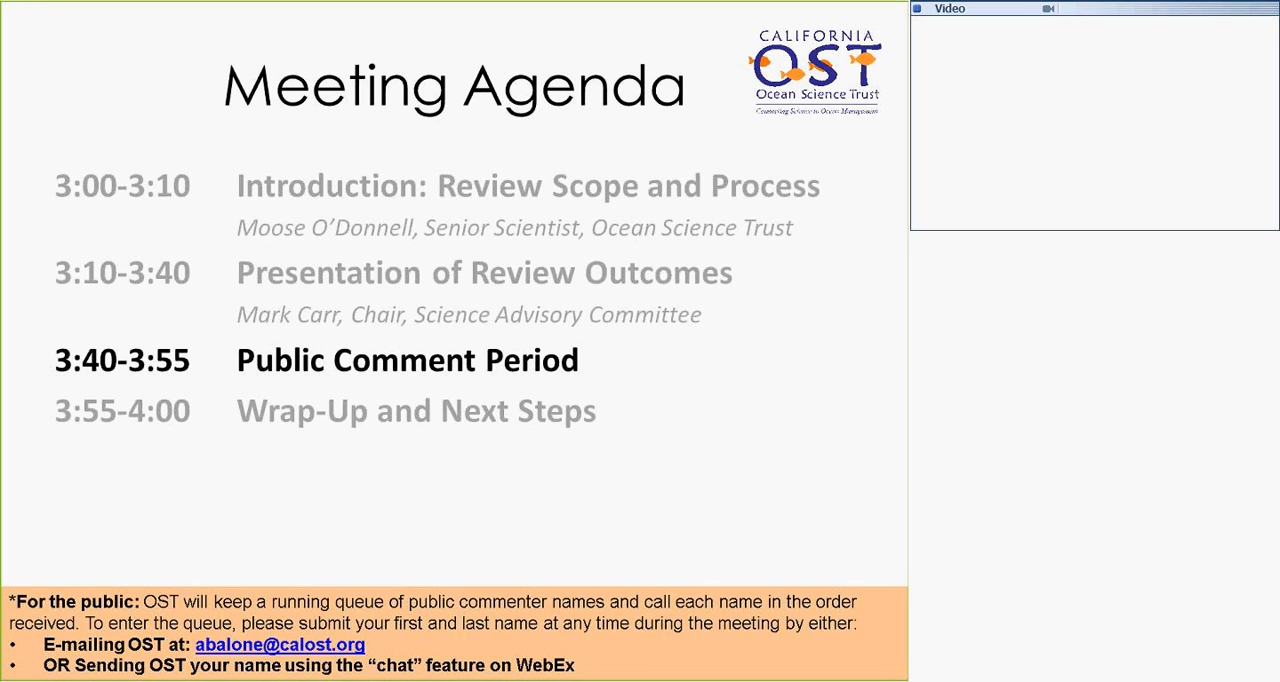 Video
CALIFORNIA
OST
Ocean Science Trust
Connecting Science to Ocean Management
Meeting Agenda
3:00-3:10 Introduction: Review Scope and Process
Moose O’Donnell, Senior Scientist, Ocean Science Trust
3:10-3:40 Presentation of Review Outcomes
Mark Carr, Chair, Science Advisory Committee
3:40-3:55 Public Comment Period
3:55-4:00 Wrap-Up and Next Steps
*For the public: OST will keep a running queue of public commenter names and call each name in the order
received. To enter the queue, please submit your first and last name at any time during the meeting by either:
• E-mailing OST at: abalone@calost.org
• OR Sending OST your name using the “chat” feature on WebEx